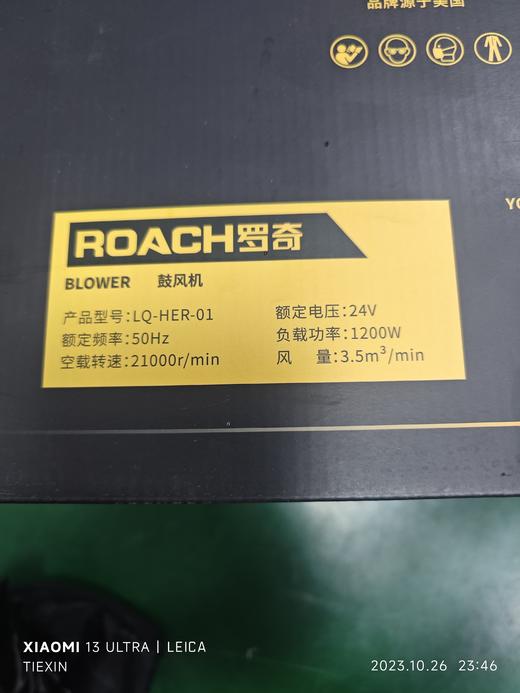 品牌源于美国
YO
ROACH罗奇
BLOWER 鼓风机
产品型号:LQ-HER-01
额定电压:24V
额定频率:50Hz
负载功率:1200W
空载转速:21000r/min
风 量:3.5m³/min
XIAOMI 13 ULTRA | LEICA
TIEXIN
2023.10.26 23:46